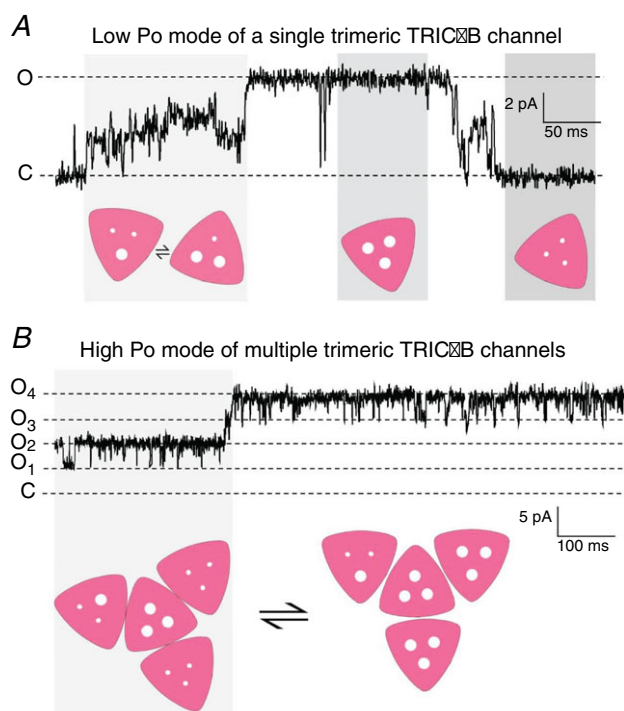 A
Low Po mode of a single trimeric TRIC☒B channel
O
2 pA
50 ms
C
B
High Po mode of multiple trimeric TRIC☒B channels
O₄
O₃
O₂
O₁
C
5 pA
100 ms